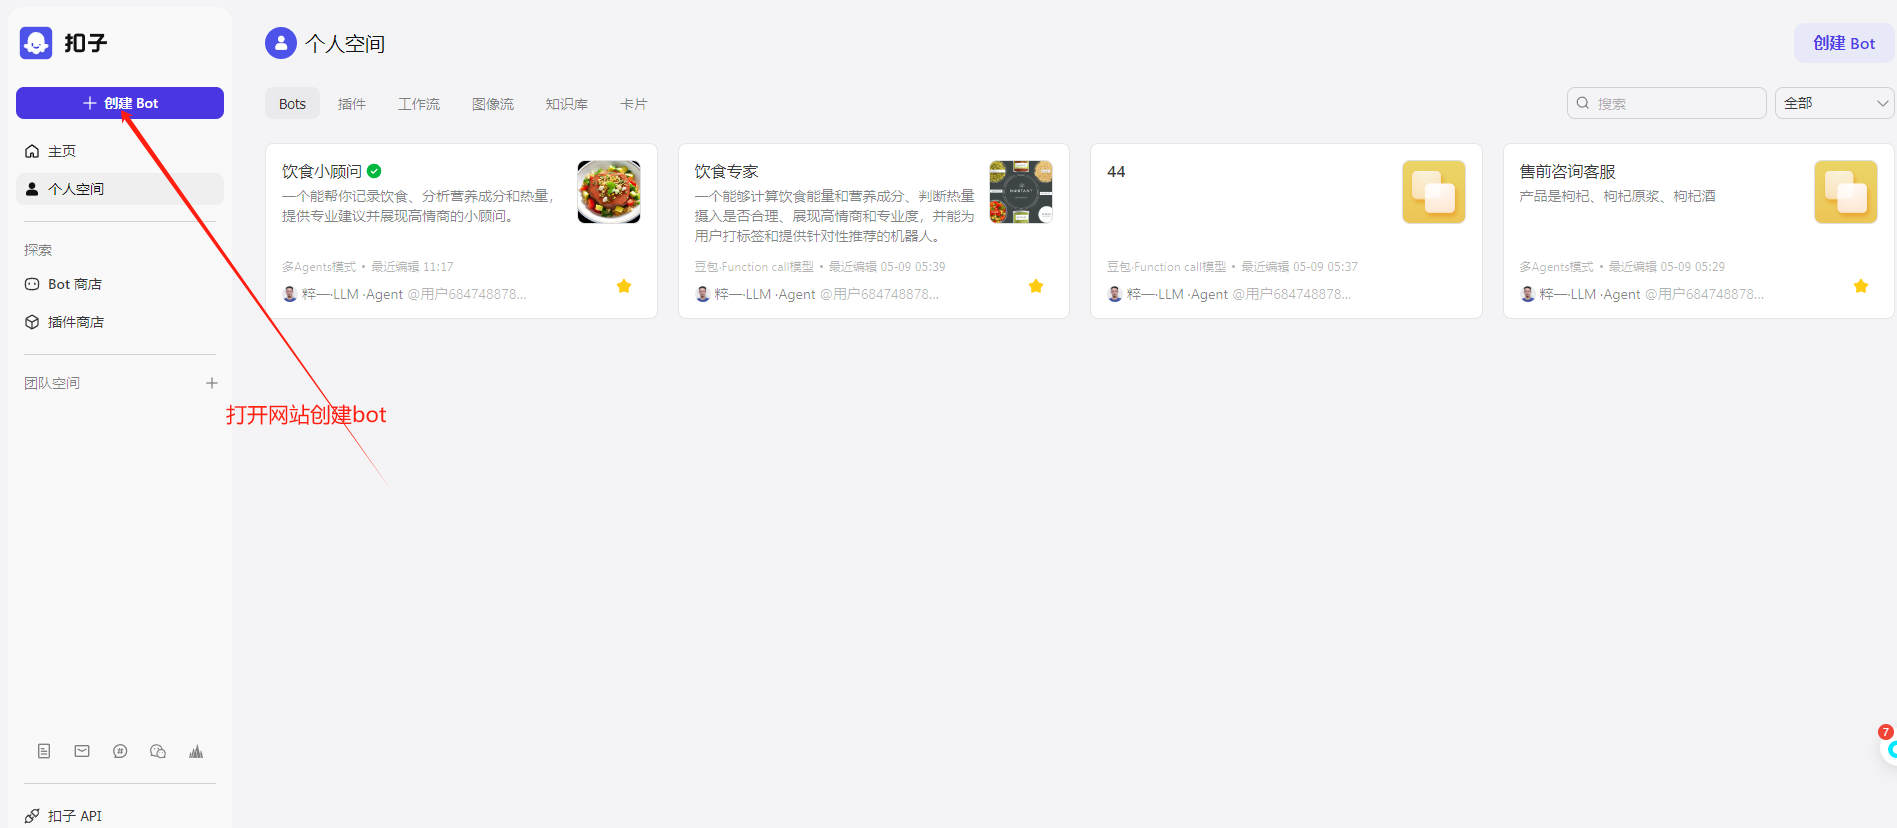 扣子
创建 Bot
主页
个人空间
探索
Bot 商店
插件商店
团队空间
扣子 API
打开网站创建bot
个人空间
创建 Bot
Bots
插件
工作流
图像流
知识库
卡片
搜索
全部
饮食小顾问
一个能帮你记录饮食、分析营养成分和热量，
提供专业建议并展现高情商的小顾问。
多Agents模式 • 最近编辑 11:17
粹一·LLM ·Agent @用户684748878...
饮食专家
一个能够计算饮食能量和营养成分、判断热量
摄入是否合理、展现高情商和专业度，并能为
用户打标签和提供针对性推荐的机器人。
豆包·Function call模型 • 最近编辑 05-09 05:39
粹一·LLM ·Agent @用户684748878...
44
豆包·Function call模型 • 最近编辑 05-09 05:37
粹一·LLM ·Agent @用户684748878...
售前咨询客服
产品是枸杞、枸杞原浆、枸杞酒
多Agents模式 • 最近编辑 05-09 05:29
粹一·LLM ·Agent @用户684748878...
7